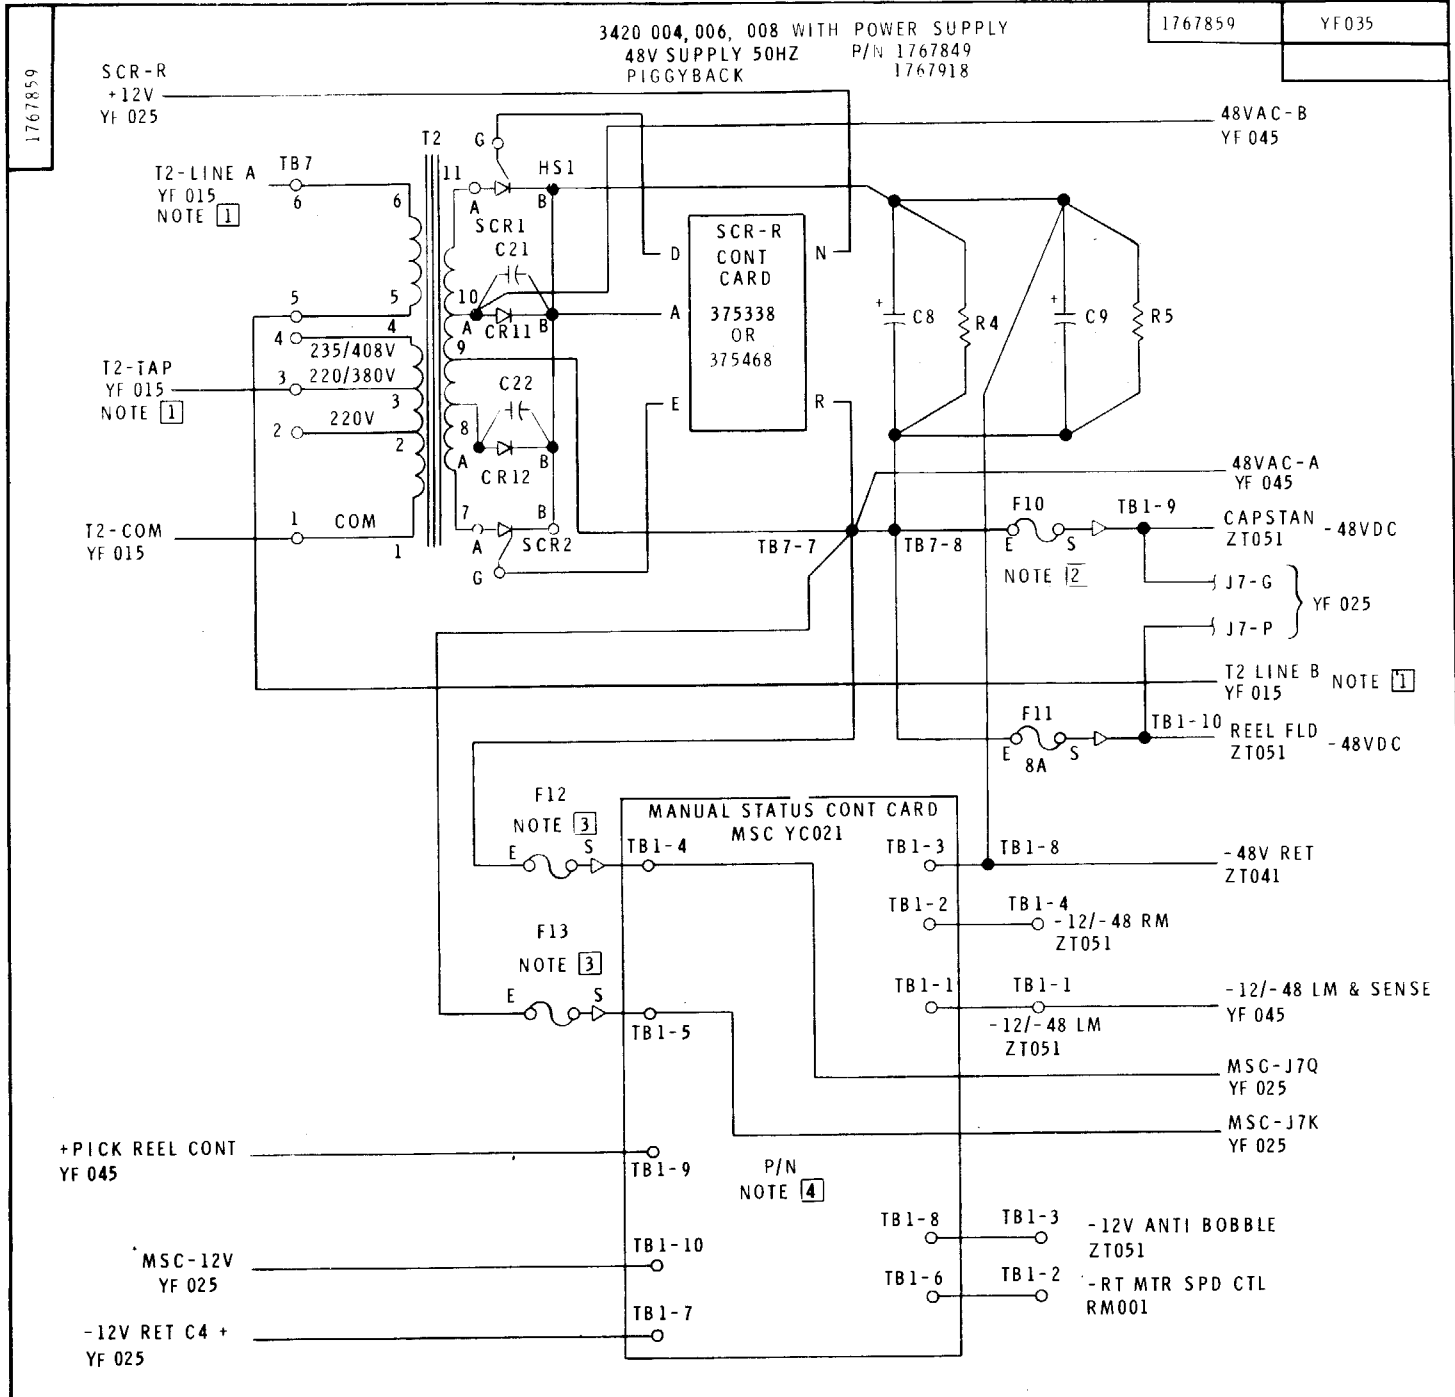 3420 004, 006, 008 WITH POWER SUPPLY
48V SUPPLY 50HZ P/N 1767849
PIGGYBACK 1767918
1767859
YF035
1767859
SCR-R
+12V
YF 025
T2-LINE A
YF 015
NOTE 1
TB7
6
6
5
5
4
4
235/408V
T2-TAP
YF 015
NOTE 1
3
220/380V
3
2
220V
2
T2-COM
YF 015
1
COM
1
T2
11
G
A
B
HS1
SCR1
C21
10
A
CR11
B
9
C22
8
A
B
CR12
7
A
B
SCR2
G
D
A
E
SCR-R
CONT
CARD
375338
OR
375468
N
R
48VAC-B
YF 045
+
C8
R4
+
C9
R5
48VAC-A
YF 045
TB7-7
TB7-8
F10
E
S
NOTE 2
TB1-9
CAPSTAN
ZT051
-48VDC
J7-G
J7-P
YF 025
T2 LINE B
YF 015
NOTE 1
F11
E
S
8A
TB1-10
REEL FLD
ZT051
-48VDC
F12
NOTE 3
E
S
MANUAL STATUS CONT CARD
MSC YC021
TB1-4
TB1-3
TB1-8
-48V RET
ZT041
TB1-2
TB1-4
-12/-48 RM
ZT051
F13
NOTE 3
E
S
TB1-5
TB1-1
TB1-1
-12/-48 LM
ZT051
-12/-48 LM & SENSE
YF 045
MSC-J7Q
YF 025
MSC-J7K
YF 025
+PICK REEL CONT
YF 045
TB1-9
P/N
NOTE 4
MSC-12V
YF 025
TB1-10
TB1-8
TB1-3
-12V ANTI BOBBLE
ZT051
TB1-6
TB1-2
-RT MTR SPD CTL
RM001
-12V RET C4 +
YF 025
TB1-7